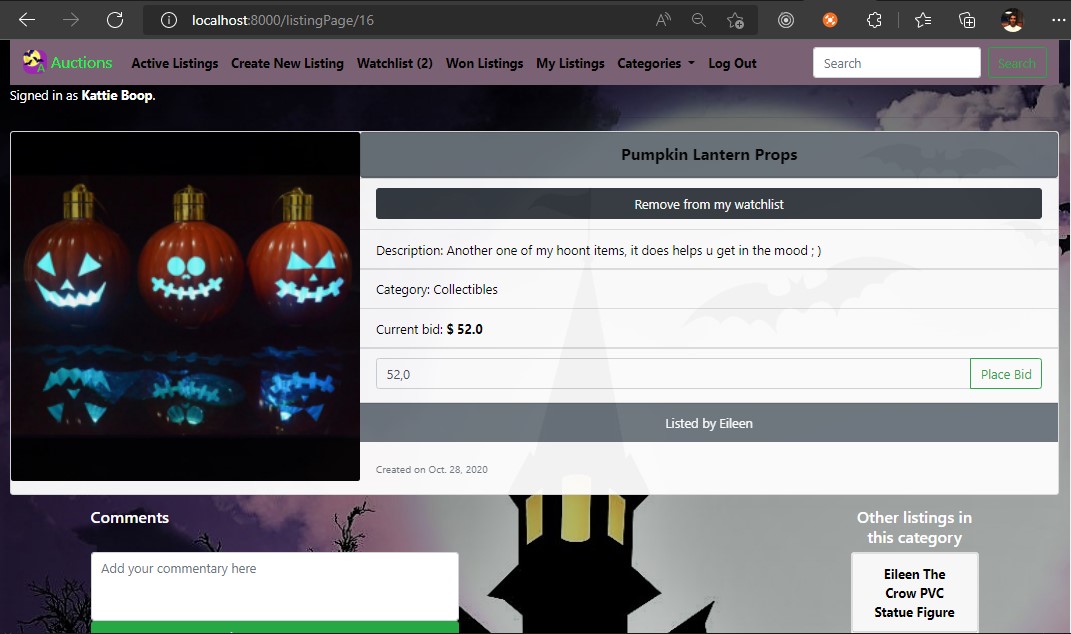 localhost:8000/listingPage/16
Auctions Active Listings Create New Listing Watchlist (2) Won Listings My Listings Categories Log Out Search Search
Signed in as Kattie Boop.
Pumpkin Lantern Props
Remove from my watchlist
Description: Another one of my hoont items, it does helps u get in the mood ; )
Category: Collectibles
Current bid: $ 52.0
52,0 Place Bid
Listed by Eileen
Created on Oct. 28, 2020
Comments
Add your commentary here
Other listings in
this category
Eileen The
Crow PVC
Statue Figure